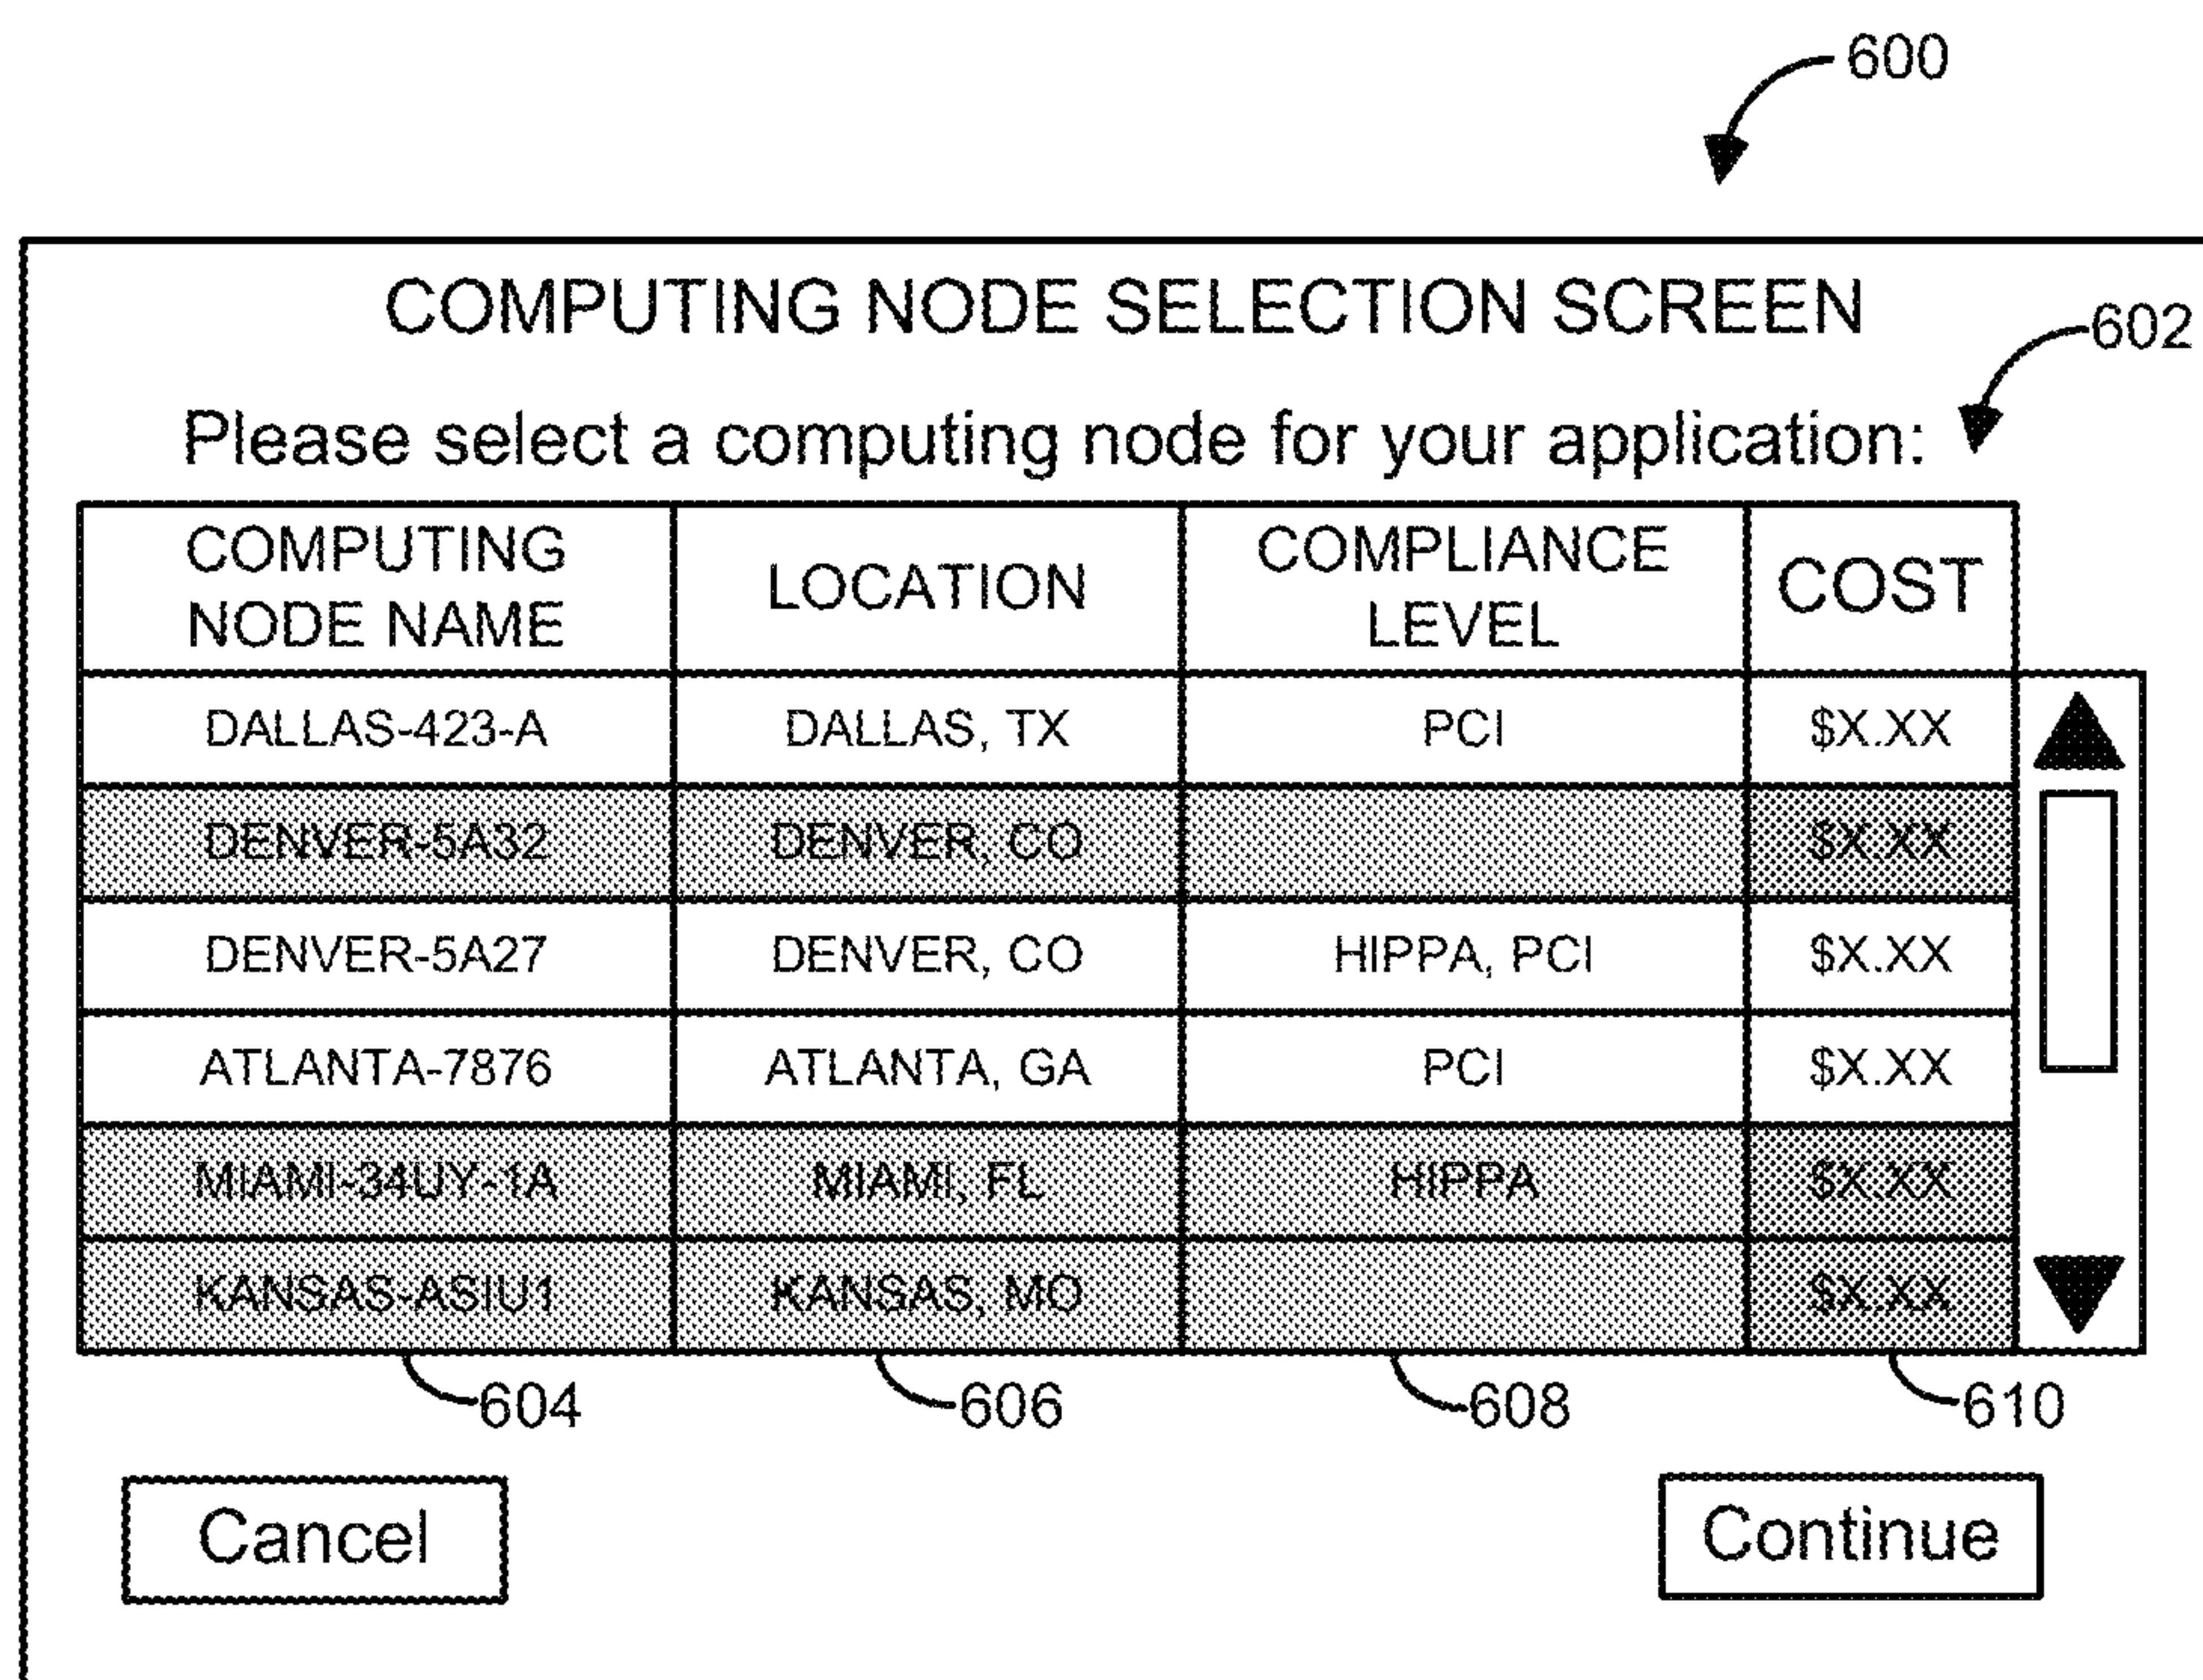 600
COMPUTING NODE SELECTION SCREEN
602
Please select a computing node for your application:
COMPUTING NODE NAME LOCATION COMPLIANCE LEVEL COST
DALLAS-423-A DALLAS, TX PCI $X.XX
DENVER-5A32 DENVER, CO $X.XX
DENVER-5A27 DENVER, CO HIPPA, PCI $X.XX
ATLANTA-7876 ATLANTA, GA PCI $X.XX
MIAMI-34UY-1A MIAMI, FL HIPPA $X.XX
KANSAS-ASIU1 KANSAS, MO $X.XX
604 606 608 610
Cancel Continue